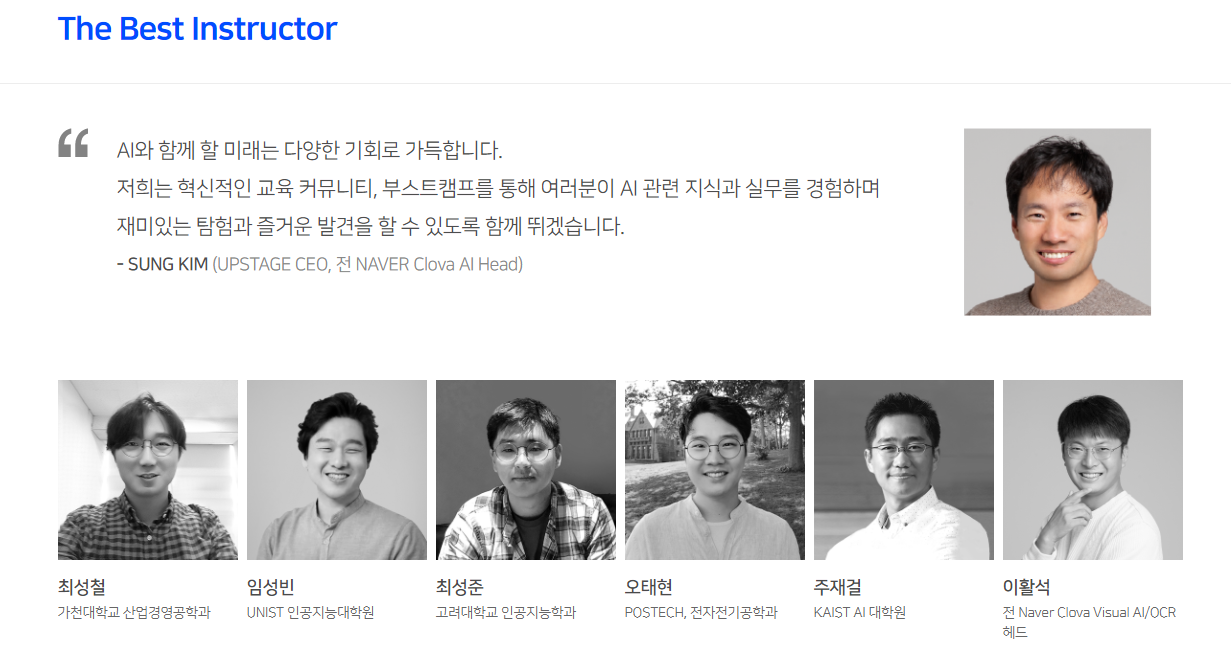 The Best Instructor
“
AI와 함께 할 미래는 다양한 기회로 가득합니다.
저희는 혁신적인 교육 커뮤니티, 부스트캠프를 통해 여러분이 AI 관련 지식과 실무를 경험하며
재미있는 탐험과 즐거운 발견을 할 수 있도록 함께 뛰겠습니다.
- SUNG KIM (UPSTAGE CEO, 전 NAVER Clova AI Head)
최성철
가천대학교 산업경영공학과
임성빈
UNIST 인공지능대학원
최성준
고려대학교 인공지능학과
오태현
POSTECH, 전자전기공학과
주재걸
KAIST AI 대학원
이활석
전 Naver Clova Visual AI/OCR
헤드